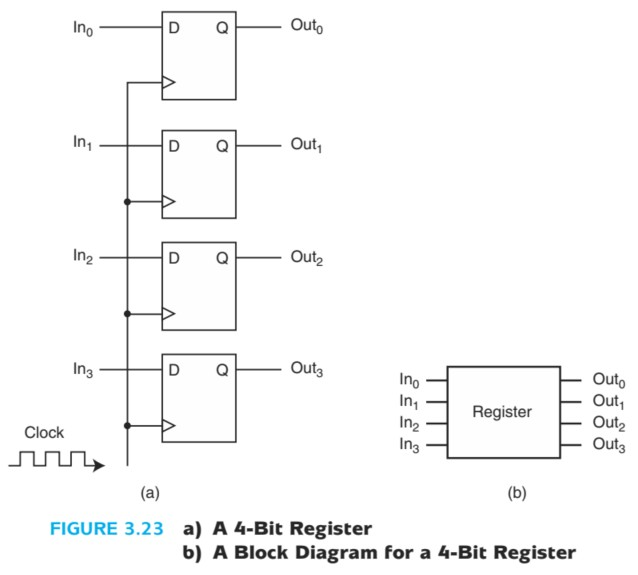 In₀ D Q Out₀
In₁ D Q Out₁
In₂ D Q Out₂
In₃ D Q Out₃
Clock
(a)
In₀ Out₀
In₁ Out₁
Register
In₂ Out₂
In₃ Out₃
(b)
FIGURE 3.23 a) A 4-Bit Register
b) A Block Diagram for a 4-Bit Register